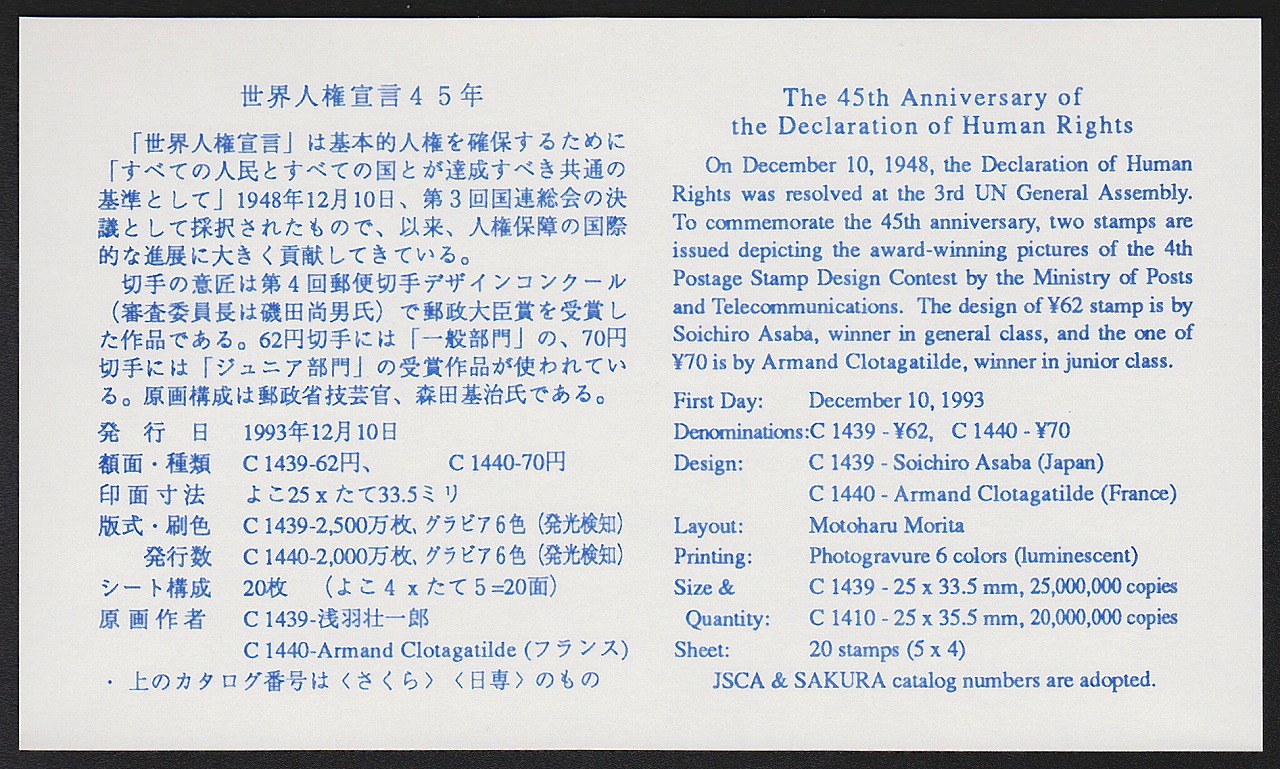 世界人権宣言４５年
「世界人権宣言」は基本的人権を確保するために
「すべての人民とすべての国とが達成すべき共通の
基準として」1948年12月10日、第３回国連総会の決
議として採択されたもので、以来、人権保障の国際
的な進展に大きく貢献してきている。
切手の意匠は第４回郵便切手デザインコンクール
（審査委員長は磯田尚男氏）で郵政大臣賞を受賞し
た作品である。62円切手には「一般部門」の、70円
切手には「ジュニア部門」の受賞作品が使われてい
る。原画構成は郵政省技芸官、森田基治氏である。
発行日 1993年12月10日
額面・種類 C 1439-62円、 C 1440-70円
印面寸法 よこ25 x たて33.5ミリ
版式・刷色 C 1439-2,500万枚、グラビア６色（発光検知）
発行数 C 1440-2,000万枚、グラビア６色（発光検知）
シート構成 20枚 （よこ４ x たて５=20面）
原画作者 C 1439-浅羽壮一郎
C 1440-Armand Clotagatilde (フランス)
・上のカタログ番号は〈さくら〉〈日専〉のもの
The 45th Anniversary of
the Declaration of Human Rights
On December 10, 1948, the Declaration of Human
Rights was resolved at the 3rd UN General Assembly.
To commemorate the 45th anniversary, two stamps are
issued depicting the award-winning pictures of the 4th
Postage Stamp Design Contest by the Ministry of Posts
and Telecommunications. The design of ¥62 stamp is by
Soichiro Asaba, winner in general class, and the one of
¥70 is by Armand Clotagatilde, winner in junior class.
First Day: December 10, 1993
Denominations: C 1439 - ¥62, C 1440 - ¥70
Design: C 1439 - Soichiro Asaba (Japan)
C 1440 - Armand Clotagatilde (France)
Layout: Motoharu Morita
Printing: Photogravure 6 colors (luminescent)
Size & C 1439 - 25 x 33.5 mm, 25,000,000 copies
Quantity: C 1410 - 25 x 35.5 mm, 20,000,000 copies
Sheet: 20 stamps (5 x 4)
JSCA & SAKURA catalog numbers are adopted.